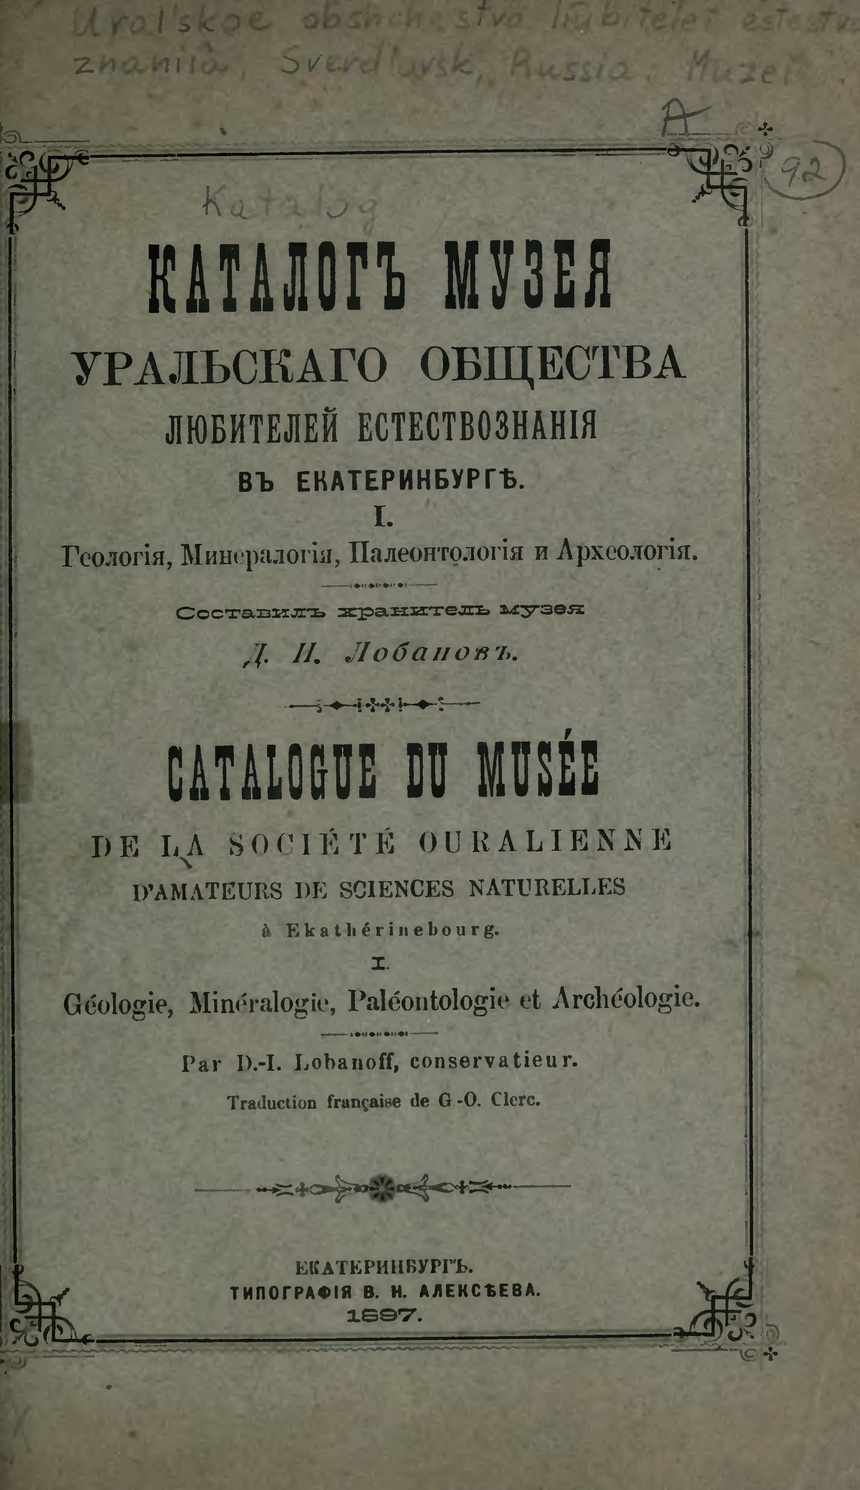 Ural'skoe obshchestvo liubitelei estestvo
znaniia, Sverdlovsk, Russia. Muzei.
A
92
Katalog
КАТАЛОГЪ МУЗЕЯ
УРАЛЬСКАГО ОБЩЕСТВА
ЛЮБИТЕЛЕЙ ЕСТЕСТВОЗНАНІЯ
ВЪ ЕКАТЕРИНБУРГѢ.
I.
Геологія, Минералогія, Палеонтологія и Археологія.
Составилъ хранитель музея
Д. И. Лобановъ.
CATALOGUE DU MUSÉE
DE LA SOCIÉTÉ OURALIENNE
D'AMATEURS DE SCIENCES NATURELLES
à Ekathérinebourg.
I.
Géologie, Minéralogie, Paléontologie et Archéologie.
Par D.-I. Lobanoff, conservatieur.
Traduction française de G-O. Clerc.
ЕКАТЕРИНБУРГЪ.
ТИПОГРАФІЯ В. Н. АЛЕКСѢЕВА.
1897.